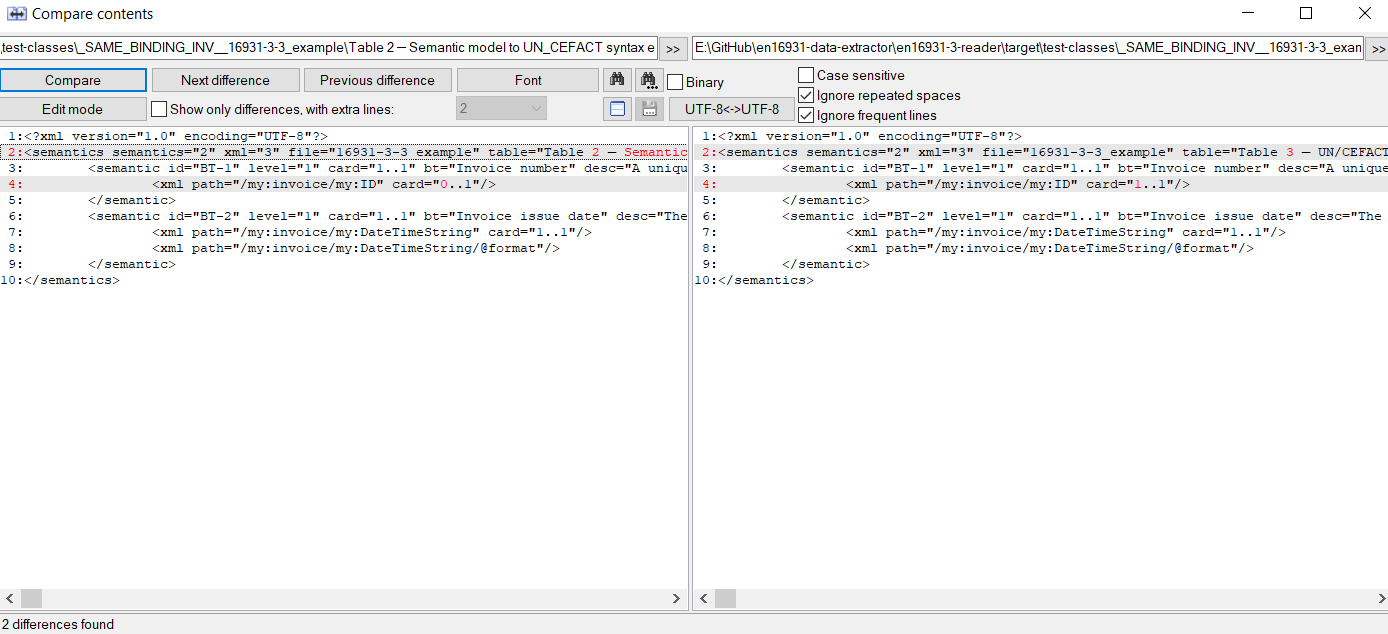 Compare contents
,test-classes\_SAME_BINDING_INV__16931-3-3_example\Table 2 – Semantic model to UN_CEFACT syntax e
>>
E:\GitHub\en16931-data-extractor\en16931-3-reader\target\test-classes\_SAME_BINDING_INV__16931-3-3_exan
>>
Compare
Next difference
Previous difference
Font
Binary
Case sensitive
Edit mode
Show only differences, with extra lines:
2
UTF-8<->UTF-8
Ignore repeated spaces
Ignore frequent lines
1:<?xml version="1.0" encoding="UTF-8"?>
2:<semantics semantics="2" xml="3" file="16931-3-3_example" table="Table 2 – Semantic
3: <semantic id="BT-1" level="1" card="1..1" bt="Invoice number" desc="A uniqu
4: <xml path="/my:invoice/my:ID" card="0..1"/>
5: </semantic>
6: <semantic id="BT-2" level="1" card="1..1" bt="Invoice issue date" desc="The
7: <xml path="/my:invoice/my:DateTimeString" card="1..1"/>
8: <xml path="/my:invoice/my:DateTimeString/@format"/>
9: </semantic>
10:</semantics>
1:<?xml version="1.0" encoding="UTF-8"?>
2:<semantics semantics="2" xml="3" file="16931-3-3_example" table="Table 3 – UN/CEFACT
3: <semantic id="BT-1" level="1" card="1..1" bt="Invoice number" desc="A unique
4: <xml path="/my:invoice/my:ID" card="1..1"/>
5: </semantic>
6: <semantic id="BT-2" level="1" card="1..1" bt="Invoice issue date" desc="The
7: <xml path="/my:invoice/my:DateTimeString" card="1..1"/>
8: <xml path="/my:invoice/my:DateTimeString/@format"/>
9: </semantic>
10:</semantics>
2 differences found